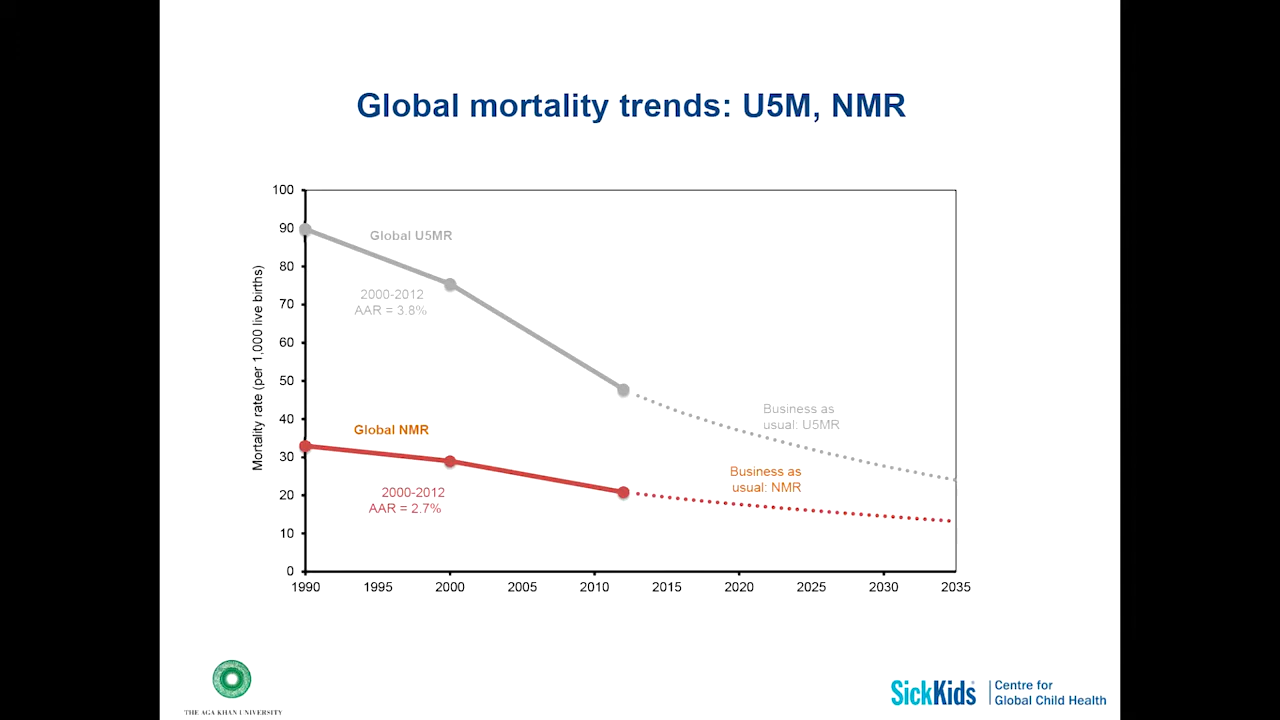 Global mortality trends: U5M, NMR
Mortality rate (per 1,000 live births)
100
90
80
70
60
50
40
30
20
10
0
Global U5MR
2000-2012
AAR = 3.8%
Business as
usual: U5MR
Global NMR
Business as
usual: NMR
2000-2012
AAR = 2.7%
1990 1995 2000 2005 2010 2015 2020 2025 2030 2035
THE AGA KHAN UNIVERSITY
SickKids
Centre for
Global Child Health